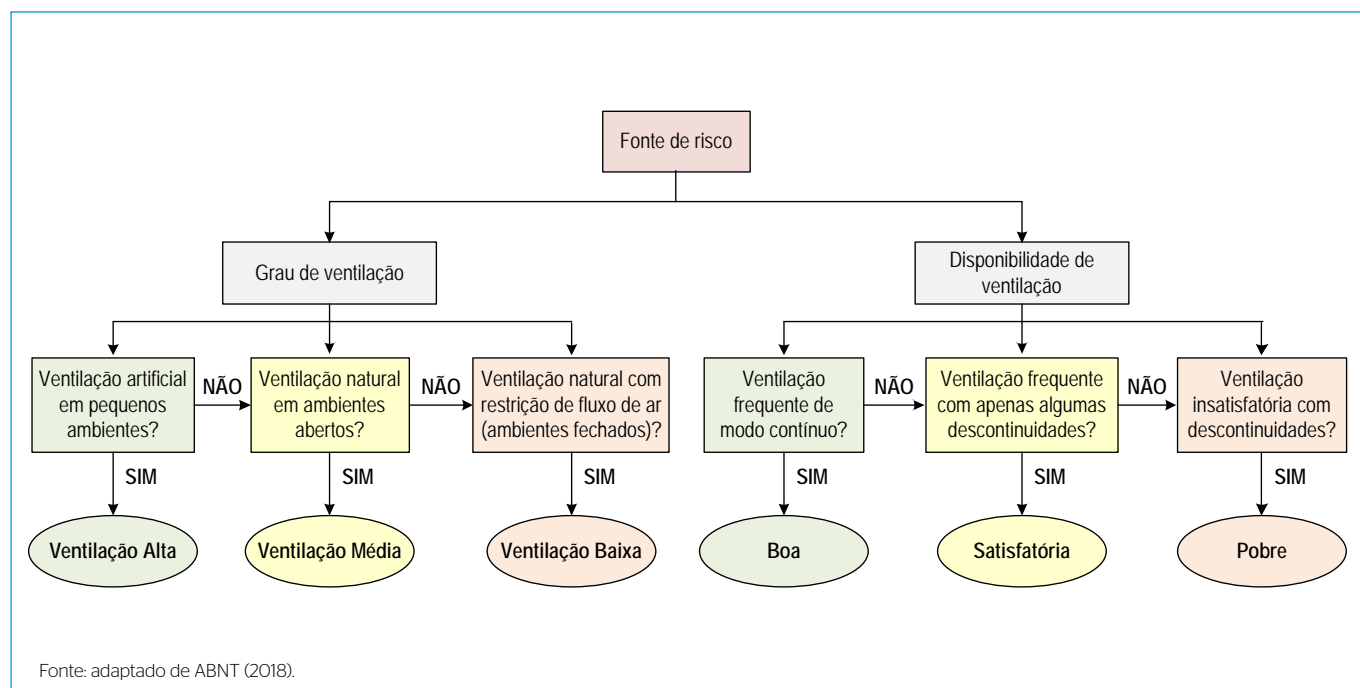 Fonte de risco
Grau de ventilação
Disponibilidade de
ventilação
Ventilação artificial
em pequenos
ambientes?
NÃO
Ventilação natural
em ambientes
abertos?
NÃO
Ventilação natural com
restrição de fluxo de ar
(ambientes fechados)?
Ventilação
frequente de
modo contínuo?
NÃO
Ventilação frequente
com apenas algumas
descontinuidades?
NÃO
Ventilação
insatisfatória com
descontinuidades?
SIM
SIM
SIM
SIM
SIM
SIM
Ventilação Alta
Ventilação Média
Ventilação Baixa
Boa
Satisfatória
Pobre
Fonte: adaptado de ABNT (2018).